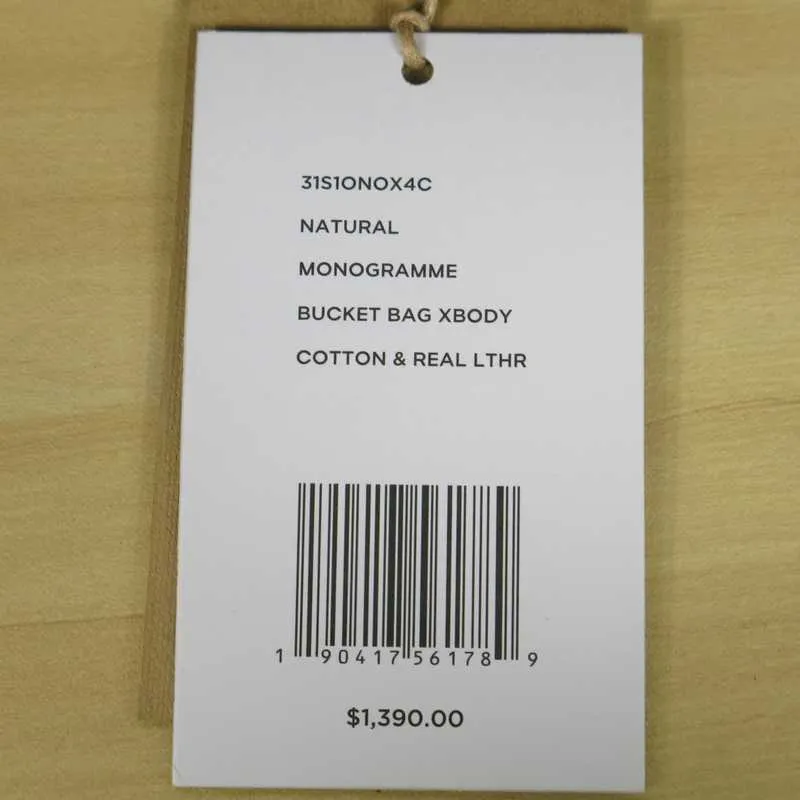 31S1ONOX4C
NATURAL
MONOGRAMME
BUCKET BAG XBODY
COTTON & REAL LTHR
1 90417 56178 9
$1,390.00